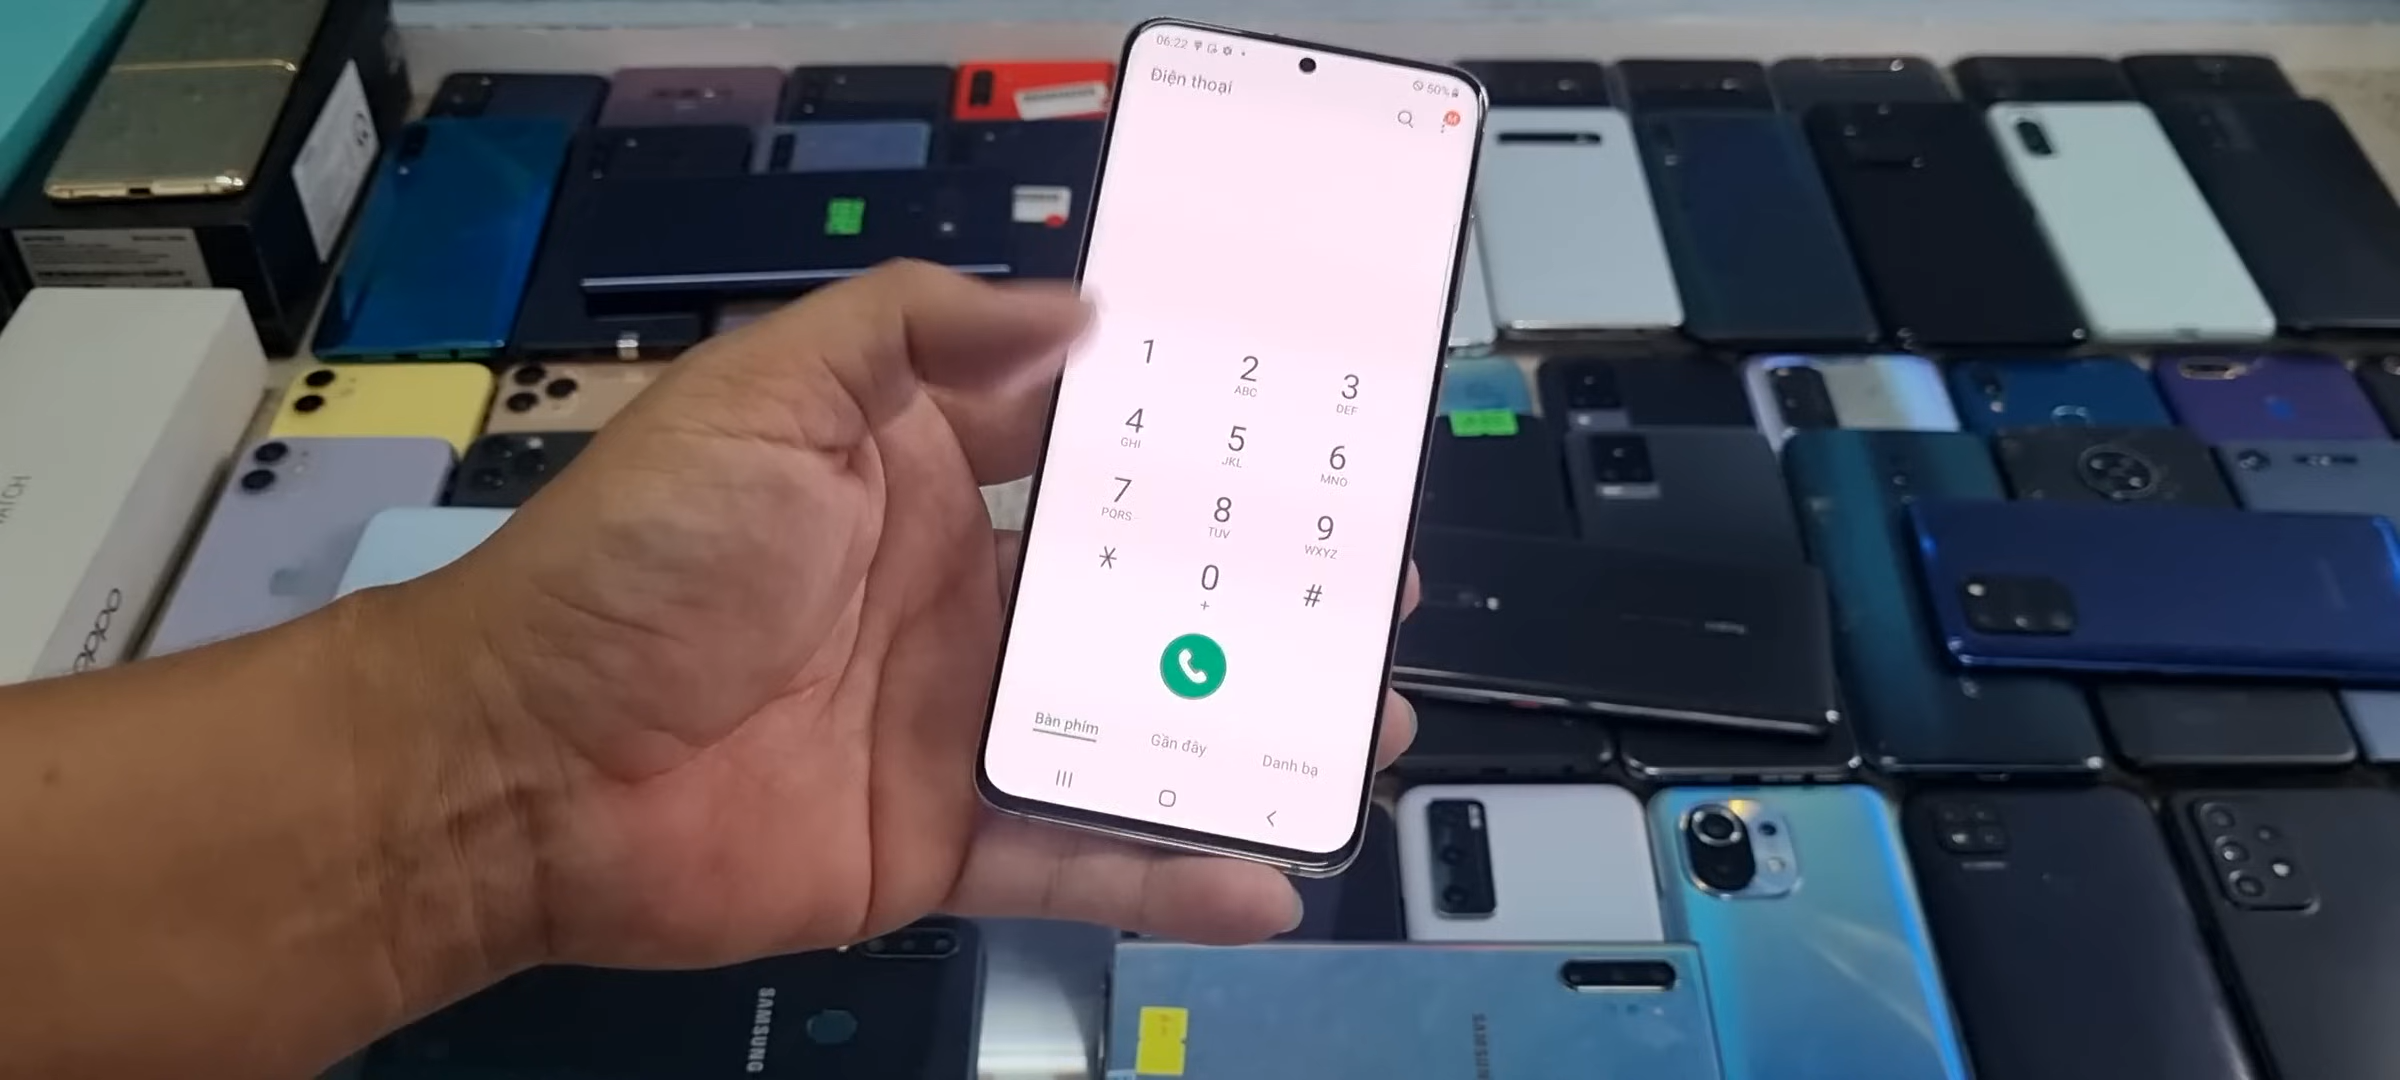 06:22
50%
Điện thoại
1
2
ABC
3
DEF
4
GHI
5
JKL
6
MNO
7
PQRS
8
TUV
9
WXYZ
*
0
+
#
Bàn phím
Gần đây
Danh bạ
WATCH
oppo
SAMSUNG
SAMSUNG